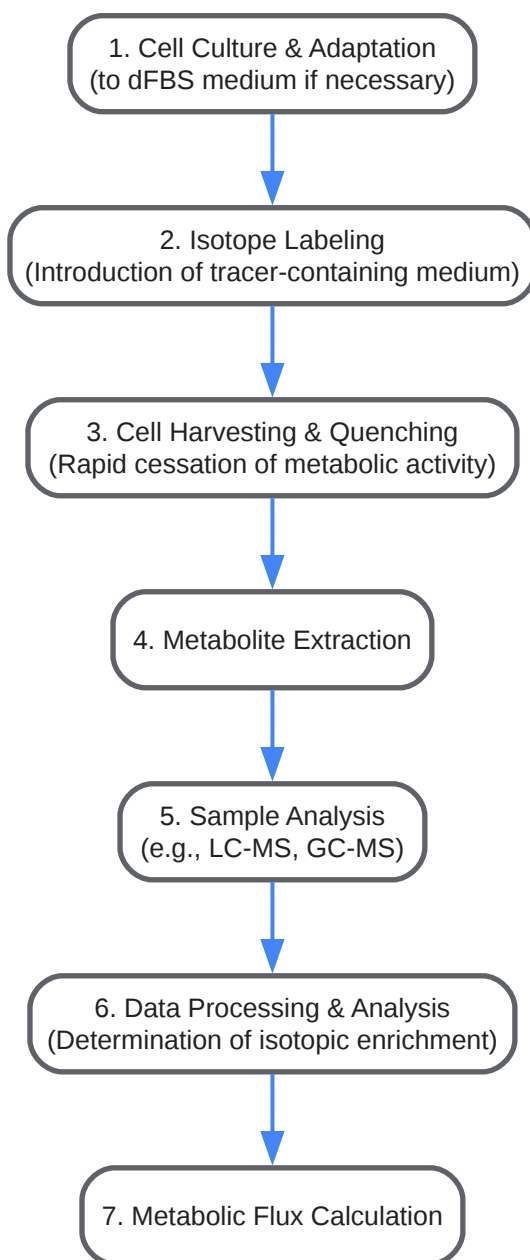 1. Cell Culture & Adaptation
(to dFBS medium if necessary)
2. Isotope Labeling
(Introduction of tracer-containing medium)
3. Cell Harvesting & Quenching
(Rapid cessation of metabolic activity)
4. Metabolite Extraction
5. Sample Analysis
(e.g., LC-MS, GC-MS)
6. Data Processing & Analysis
(Determination of isotopic enrichment)
7. Metabolic Flux Calculation